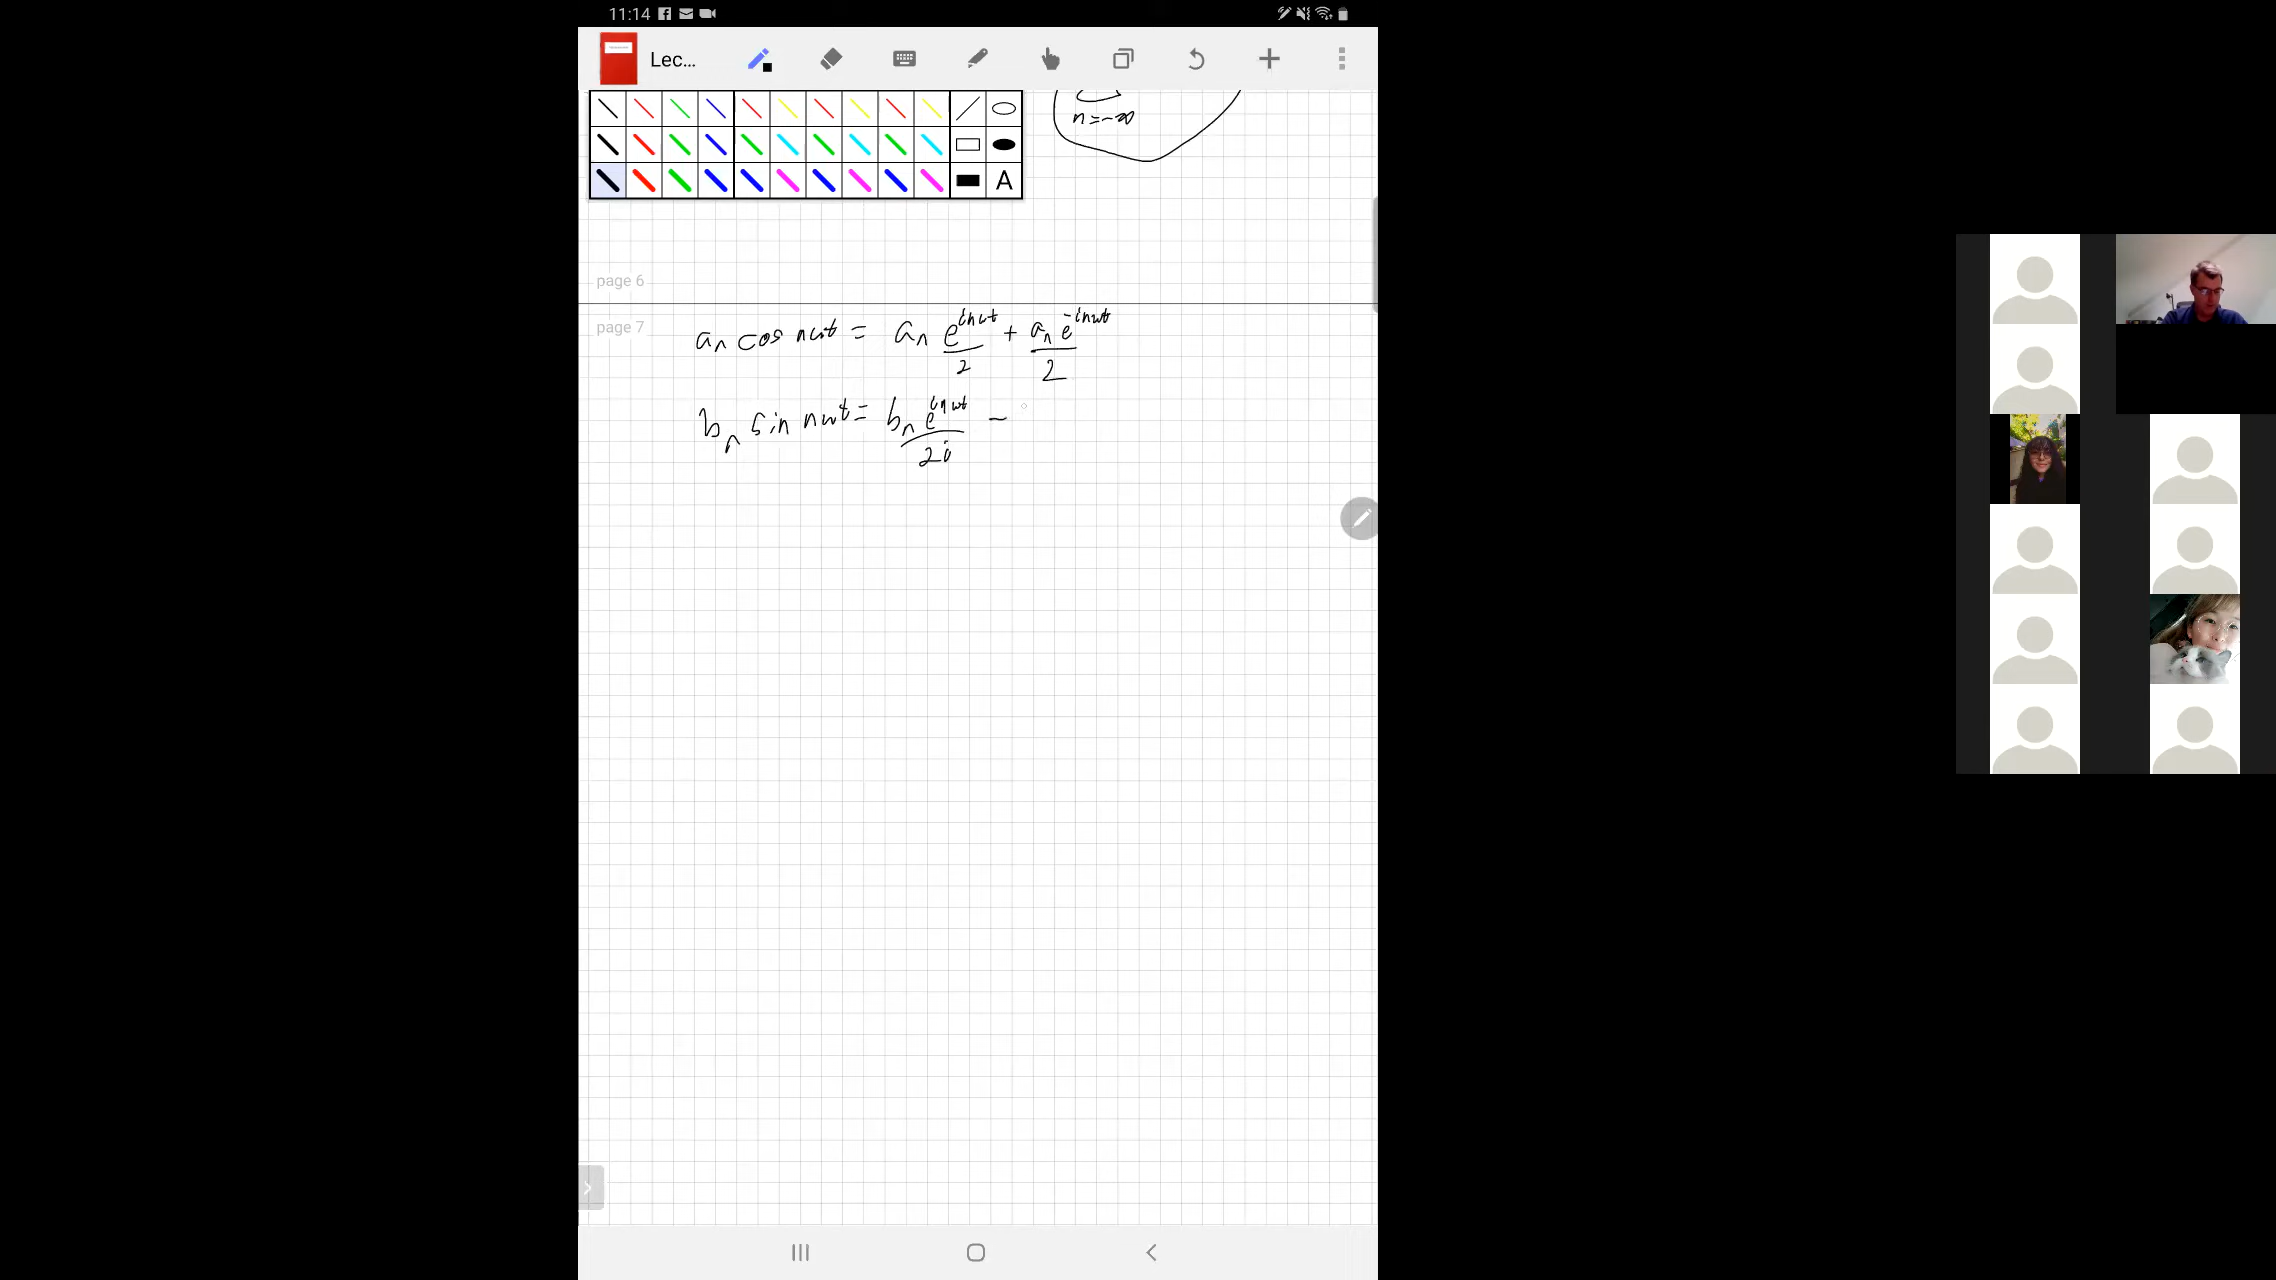 11:14
Lec...
A
n=-∞
page 6
page 7
aₙ cos nωt = aₙ e^{inωt}/2 + aₙ e^{-inωt}/2
bₙ sin nωt = bₙ e^{inωt}/2i -